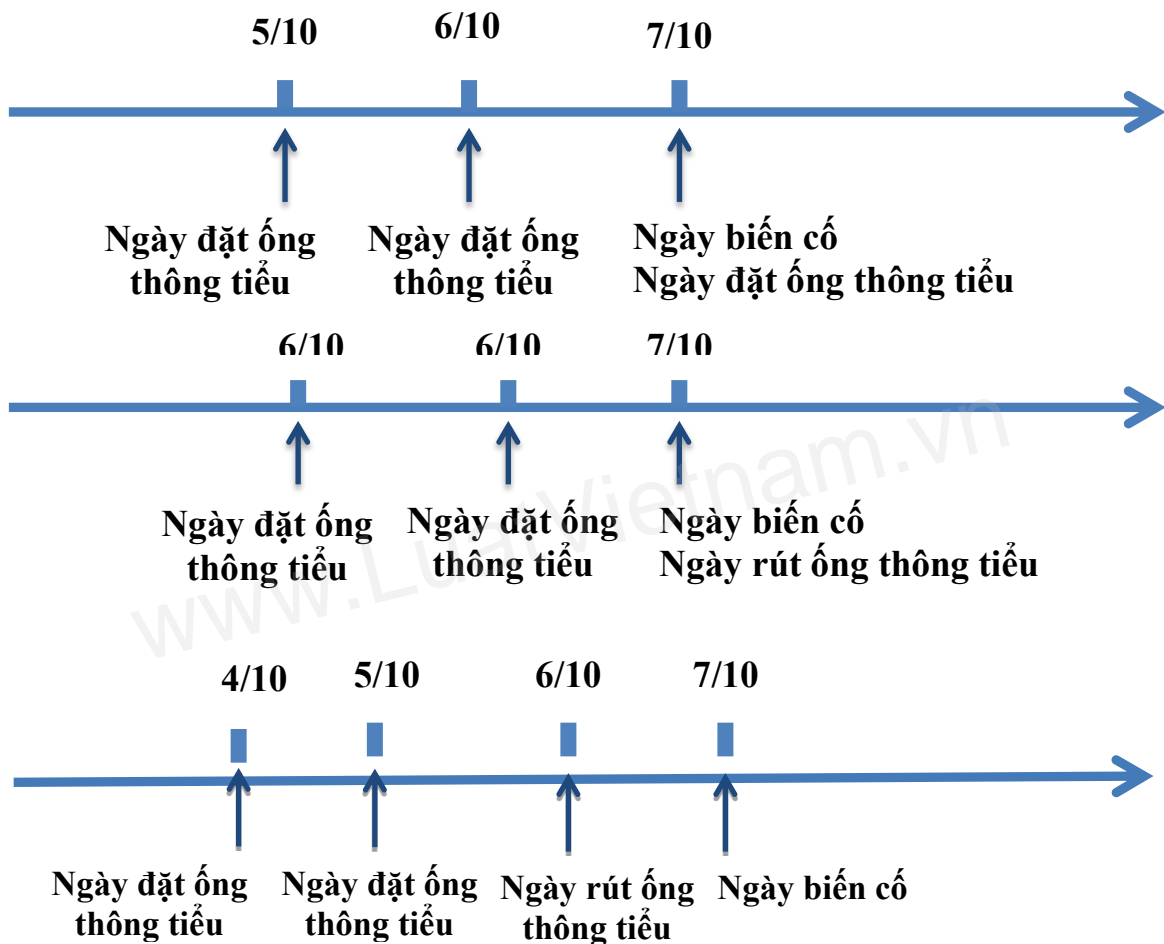 5/10 6/10 7/10
Ngày đặt ống Ngày đặt ống Ngày biến cố
thông tiểu thông tiểu Ngày đặt ống thông tiểu
6/10 6/10 7/10
Ngày đặt ống Ngày đặt ống Ngày biến cố
thông tiểu thông tiểu Ngày rút ống thông tiểu
www.LuatVietnam.vn
4/10 5/10 6/10 7/10
Ngày đặt ống Ngày đặt ống Ngày rút ống Ngày biến cố
thông tiểu thông tiểu thông tiểu